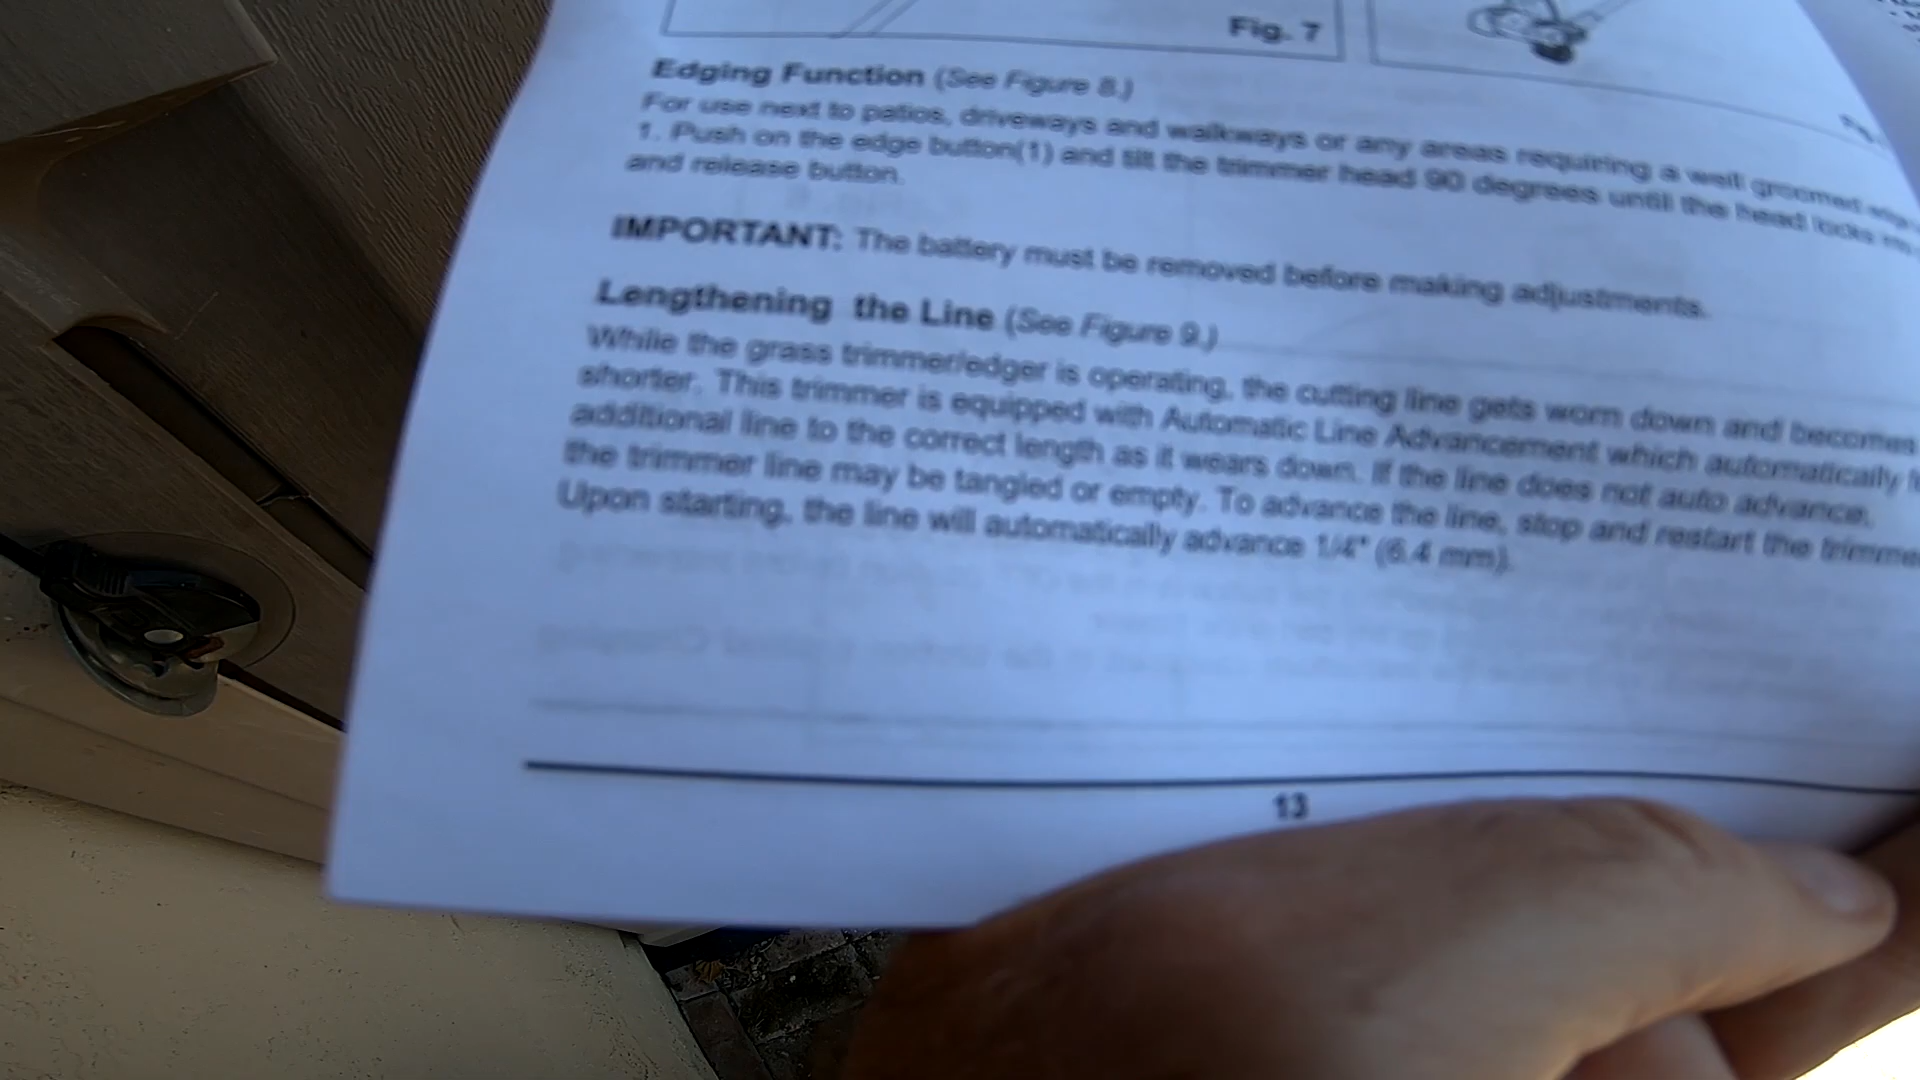 Fig. 7
Edging Function (See Figure 8.)
For use next to patios, driveways and walkways or any areas requiring a well groomed
1. Push on the edge button(1) and tilt the trimmer head 90 degrees until the head locks
and release button.
IMPORTANT: The battery must be removed before making adjustments.
Lengthening the Line (See Figure 9.)
While the grass trimmer/edger is operating, the cutting line gets worn down and becomes
shorter. This trimmer is equipped with Automatic Line Advancement which automatically
additional line to the correct length as it wears down. If the line does not auto advance,
the trimmer line may be tangled or empty. To advance the line, stop and restart the
Upon starting, the line will automatically advance 1/4" (6.4 mm).
13